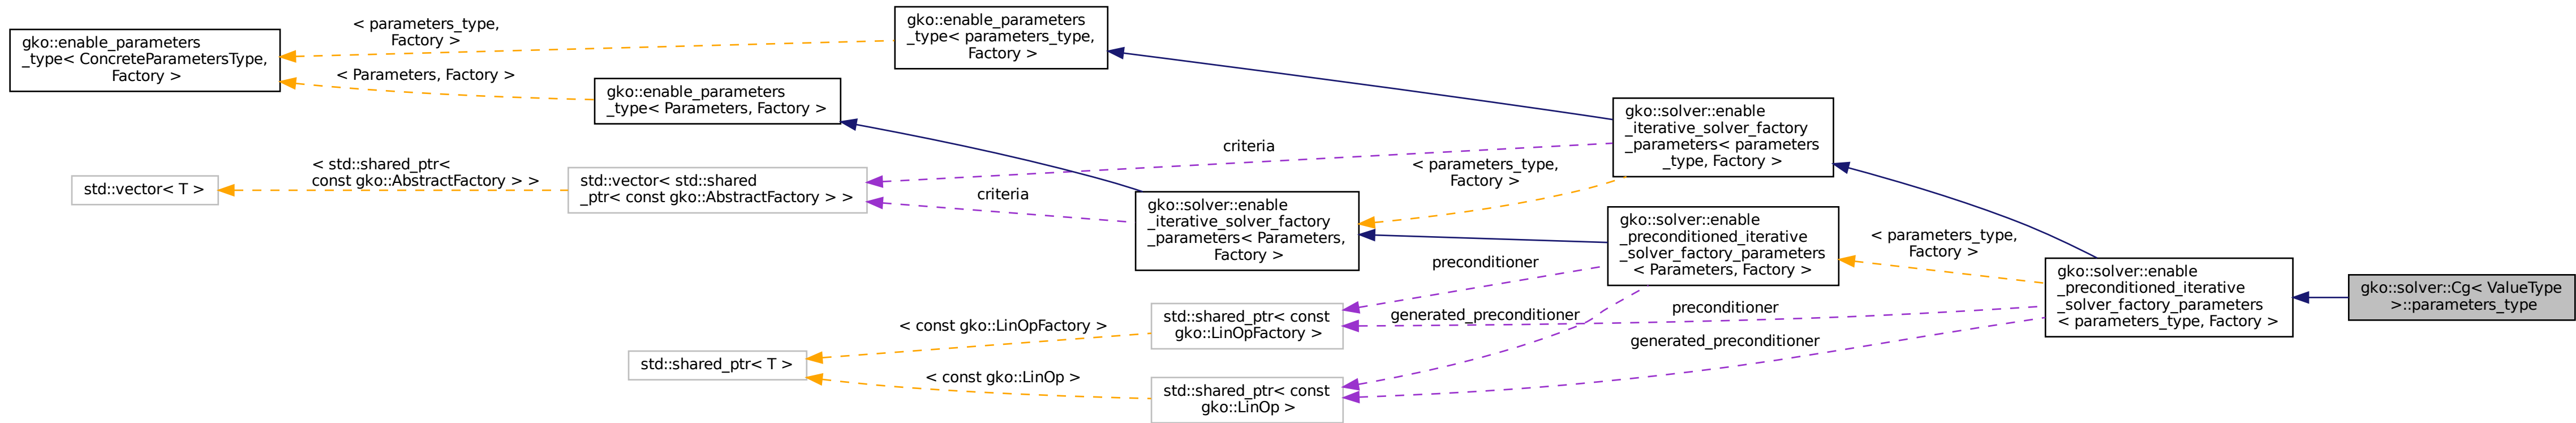 gko::enable_parameters
_type< ConcreteParametersType,
Factory >
< parameters_type,
Factory >
< Parameters, Factory >
gko::enable_parameters
_type< parameters_type,
Factory >
gko::enable_parameters
_type< Parameters, Factory >
std::vector< T >
< std::shared_ptr<
const gko::AbstractFactory > >
std::vector< std::shared
_ptr< const gko::AbstractFactory > >
criteria
criteria
gko::solver::enable
_iterative_solver_factory
_parameters< Parameters,
Factory >
< parameters_type,
Factory >
gko::solver::enable
_iterative_solver_factory
_parameters< parameters
_type, Factory >
gko::solver::enable
_preconditioned_iterative
_solver_factory_parameters
< Parameters, Factory >
< parameters_type,
Factory >
gko::solver::enable
_preconditioned_iterative
_solver_factory_parameters
< parameters_type, Factory >
gko::solver::Cg< ValueType
>::parameters_type
preconditioner
generated_preconditioner
preconditioner
generated_preconditioner
std::shared_ptr< const
gko::LinOpFactory >
std::shared_ptr< const
gko::LinOp >
< const gko::LinOpFactory >
< const gko::LinOp >
std::shared_ptr< T >